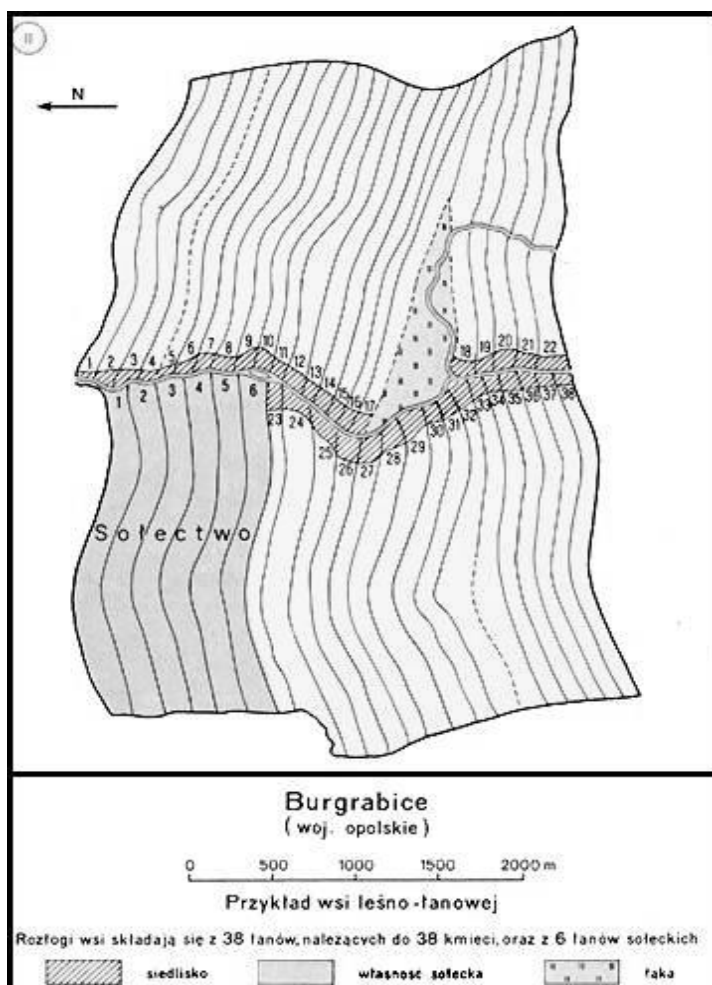 II
N
1 2 3 4 5 6 7 8 9 10 11 12 13 14 15 16 17 18 19 20 21 22
1 2 3 4 5 6
23 24 25 26 27 28 29 30 31 32 33 34 35 36 37 38
Sołectwo
Burgrabice
(woj. opolskie)
0 500 1000 1500 2000 m
Przykład wsi leśno-łanowej
Rozłogi wsi składają się z 38 łanów, należących do 38 kmieci, oraz z 6 łanów sołeckich
siedlisko własność sołecka łąka